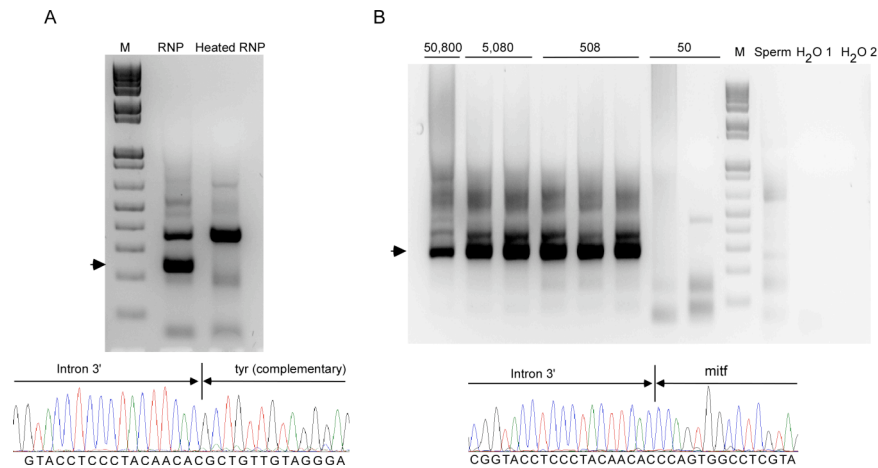 A
M RNP Heated RNP
Intron 3' tyr (complementary)
GTACCTCCCTACAACACGCTGTTGTAGGGA
B
50,800 5,080 508 50 M Sperm H2O 1 H2O 2
Intron 3' mitf
CGGTACCTCCCTACAACACCCAGTGGCCTCGTA